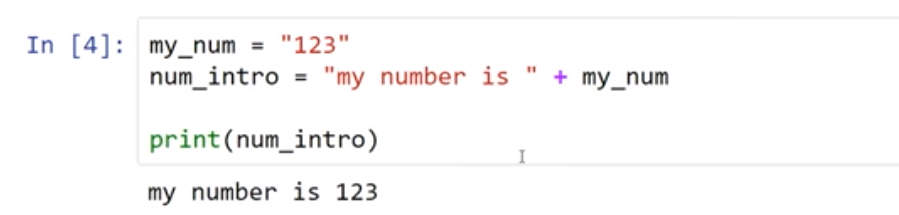 In [4]: my_num = "123"
num_intro = "my number is " + my_num
print(num_intro)
my number is 123